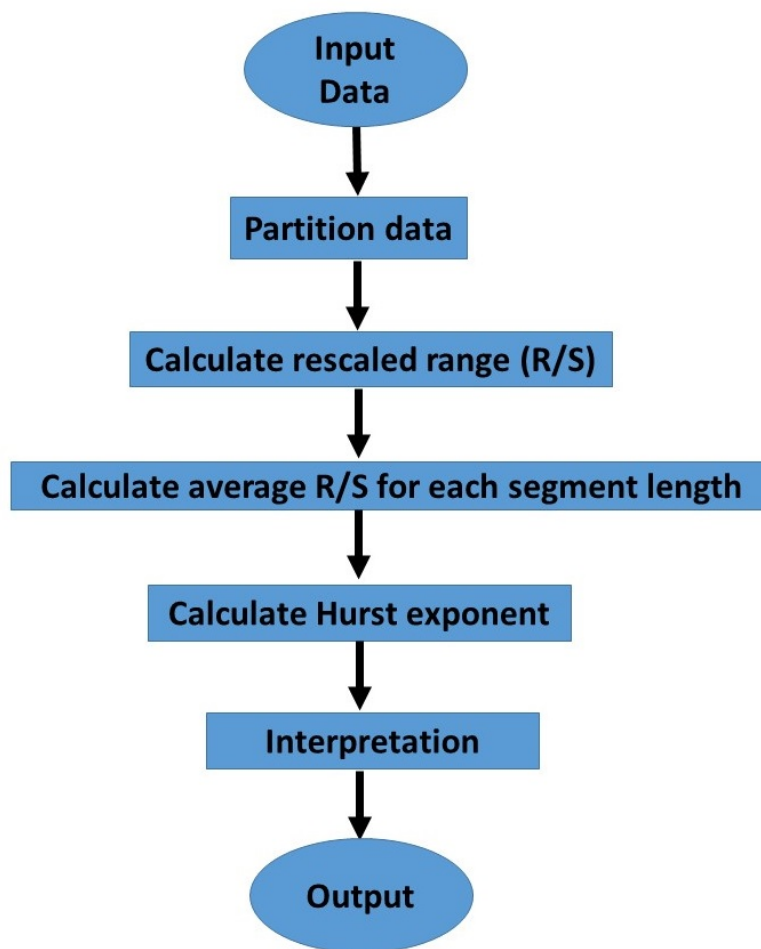 Input
Data
Partition data
Calculate rescaled range (R/S)
Calculate average R/S for each segment length
Calculate Hurst exponent
Interpretation
Output